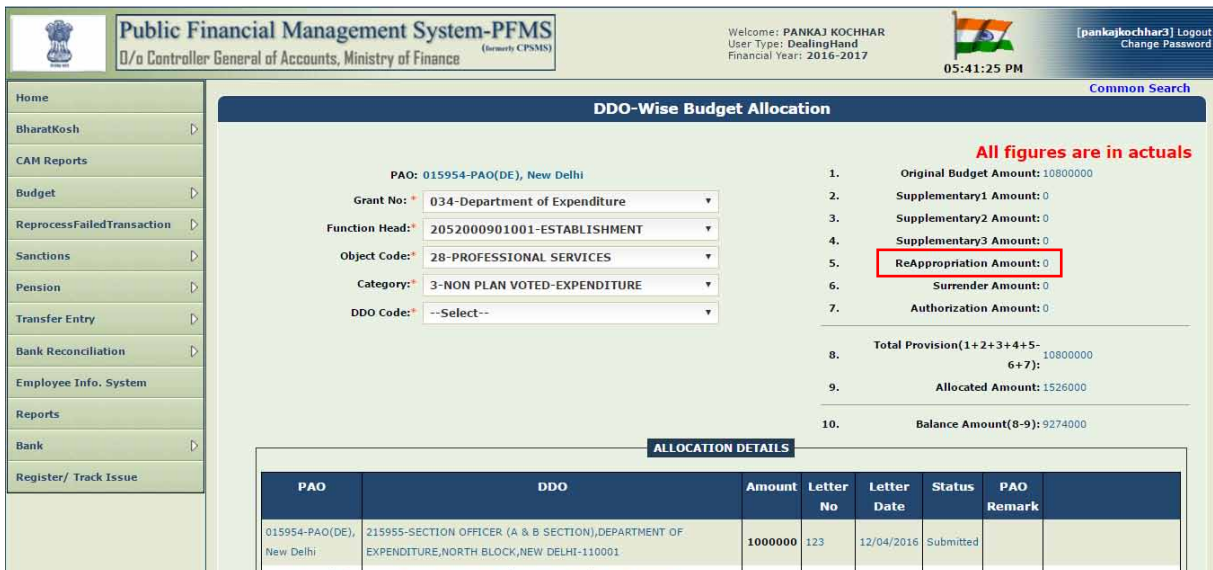 Public Financial Management System-PFMS
(formerly CPSMS)
O/o Controller General of Accounts, Ministry of Finance
Welcome: PANKAJ KOCHHAR
User Type: DealingHand
Financial Year: 2016-2017
05:41:25 PM
[pankajkochhar3] Logout
Change Password
Common Search
Home
BharatKosh
CAM Reports
Budget
ReprocessFailedTransaction
Sanctions
Pension
Transfer Entry
Bank Reconciliation
Employee Info. System
Reports
Bank
Register/ Track Issue
DDO-Wise Budget Allocation
All figures are in actuals
PAO: 015954-PAO(DE), New Delhi
Grant No: * 034-Department of Expenditure
Function Head:* 2052000901001-ESTABLISHMENT
Object Code:* 28-PROFESSIONAL SERVICES
Category:* 3-NON PLAN VOTED-EXPENDITURE
DDO Code:* --Select--
1. Original Budget Amount: 10800000
2. Supplementary1 Amount: 0
3. Supplementary2 Amount: 0
4. Supplementary3 Amount: 0
5. ReAppropriation Amount: 0
6. Surrender Amount: 0
7. Authorization Amount: 0
8. Total Provision(1+2+3+4+5-
6+7): 10800000
9. Allocated Amount: 1526000
10. Balance Amount(8-9): 9274000
ALLOCATION DETAILS
PAO DDO Amount Letter No Letter Date Status PAO Remark
015954-PAO(DE), New Delhi 215955-SECTION OFFICER (A & B SECTION),DEPARTMENT OF EXPENDITURE,NORTH BLOCK,NEW DELHI-110001 1000000 123 12/04/2016 Submitted